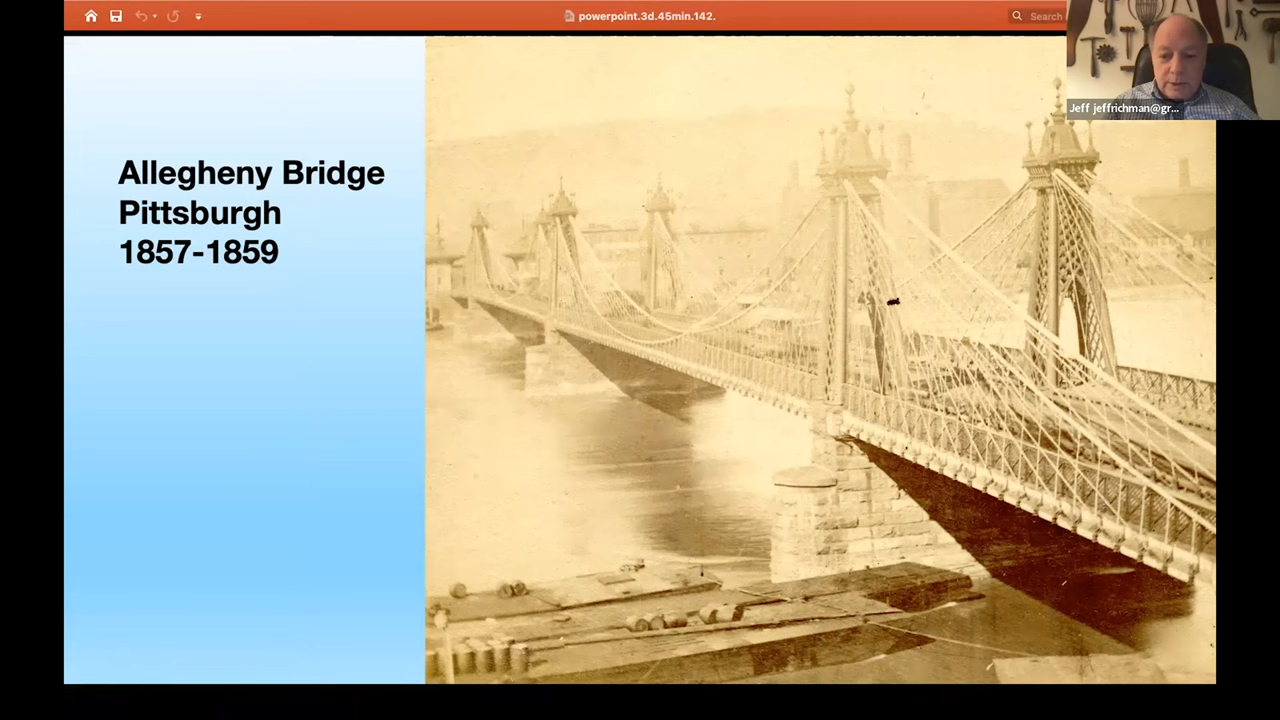 powerpoint.3d.45min.142.
Search
Jeff jeffrichman@gr...
Allegheny Bridge
Pittsburgh
1857-1859